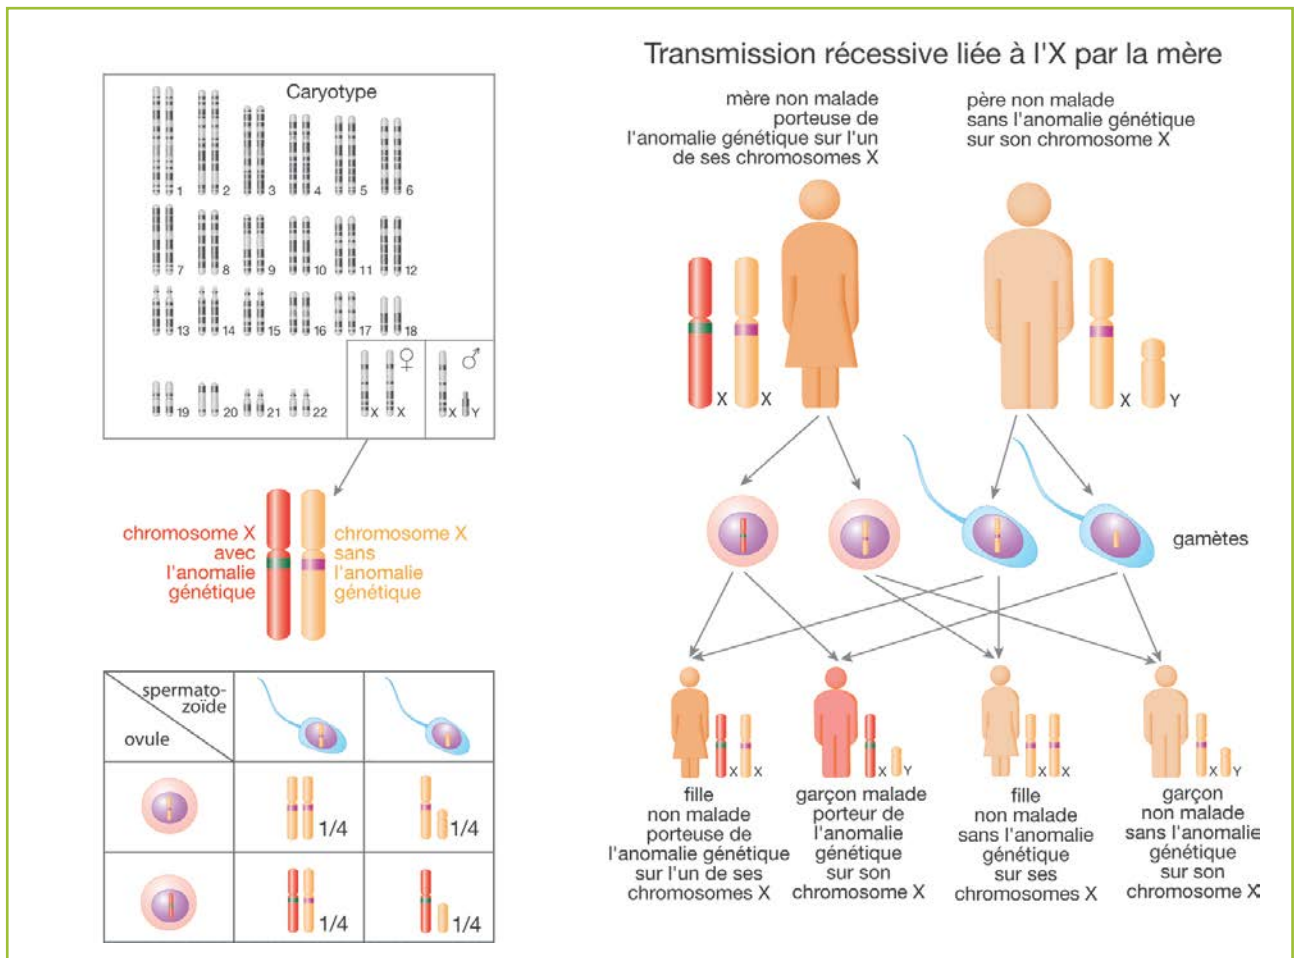 Transmission récessive liée à l'X par la mère
Caryotype
1 2 3 4 5 6
7 8 9 10 11 12
13 14 15 16 17 18
♀ ♂
19 20 21 22 X X X Y
chromosome X
avec
l'anomalie
génétique
chromosome X
sans
l'anomalie
génétique
spermato-
zoïde
ovule
1/4 1/4
1/4 1/4
mère non malade
porteuse de
l'anomalie génétique sur l'un
de ses chromosomes X
père non malade
sans l'anomalie génétique
sur son chromosome X
X X X Y
gamètes
X X X Y X X X Y
fille
non malade
porteuse de
l'anomalie génétique
sur l'un de ses
chromosomes X
garçon malade
porteur de
l'anomalie
génétique
sur son
chromosome X
fille
non malade
sans l'anomalie
génétique
sur ses
chromosomes X
garçon
non malade
sans l'anomalie
génétique
sur son
chromosome X